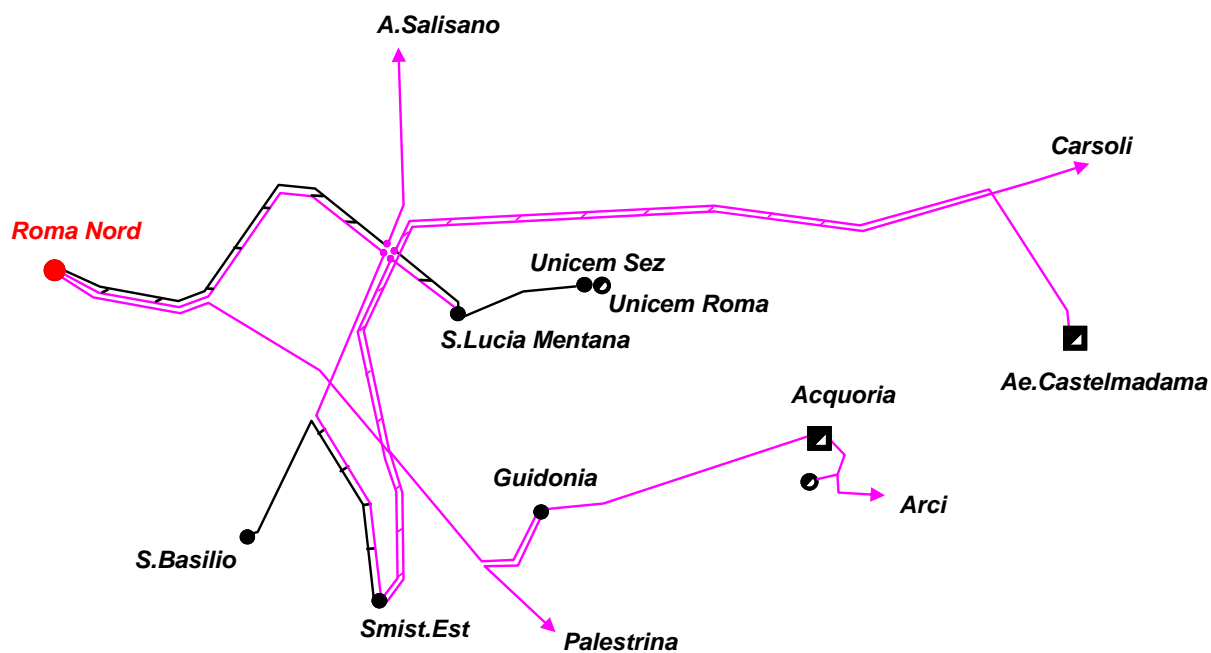 A.Salisano
Carsoli
Roma Nord
Unicem Sez
Unicem Roma
S.Lucia Mentana
Ae.Castelmadama
Acquoria
Guidonia
Arci
S.Basilio
Smist.Est
Palestrina